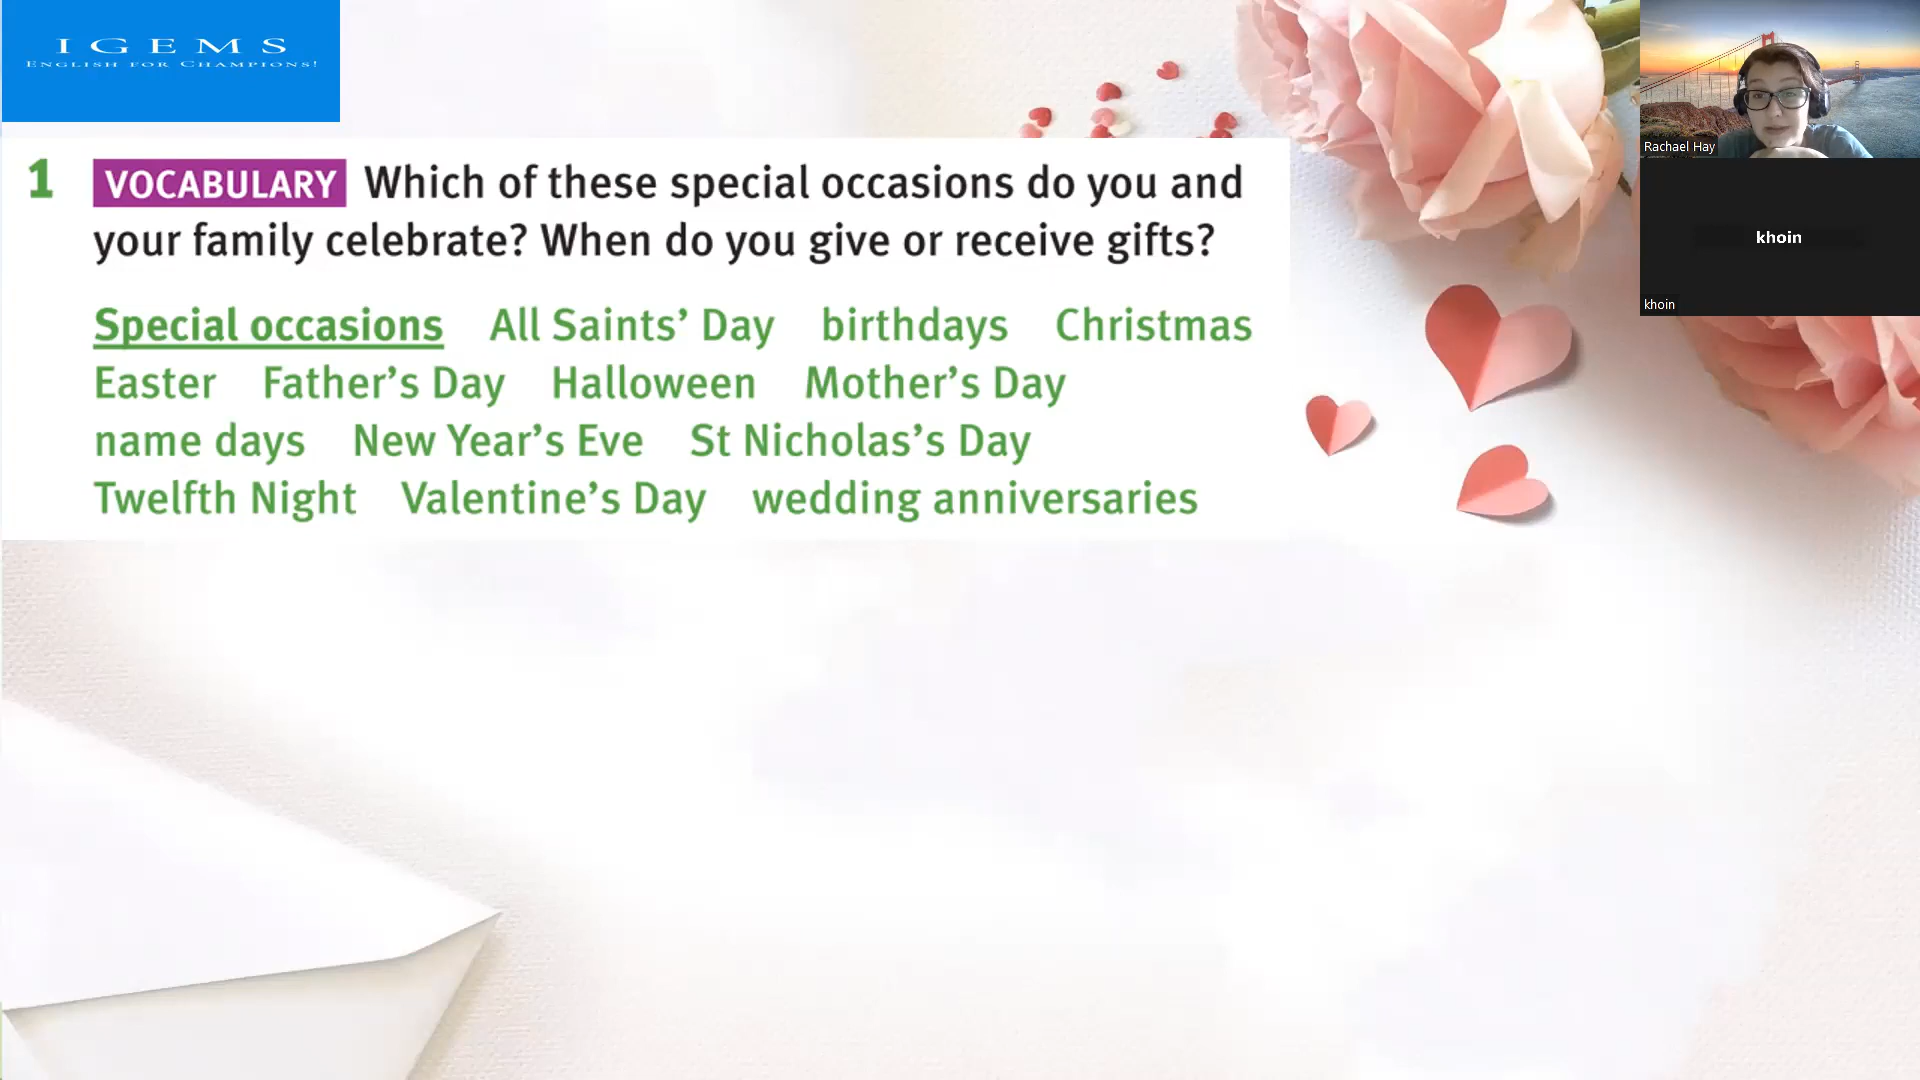 IGEMS
ENGLISH FOR CHAMPIONS!
1 VOCABULARY Which of these special occasions do you and
your family celebrate? When do you give or receive gifts?
Special occasions All Saints’ Day birthdays Christmas
Easter Father’s Day Halloween Mother’s Day
name days New Year’s Eve St Nicholas’s Day
Twelfth Night Valentine’s Day wedding anniversaries
Rachael Hay
khoin
khoin